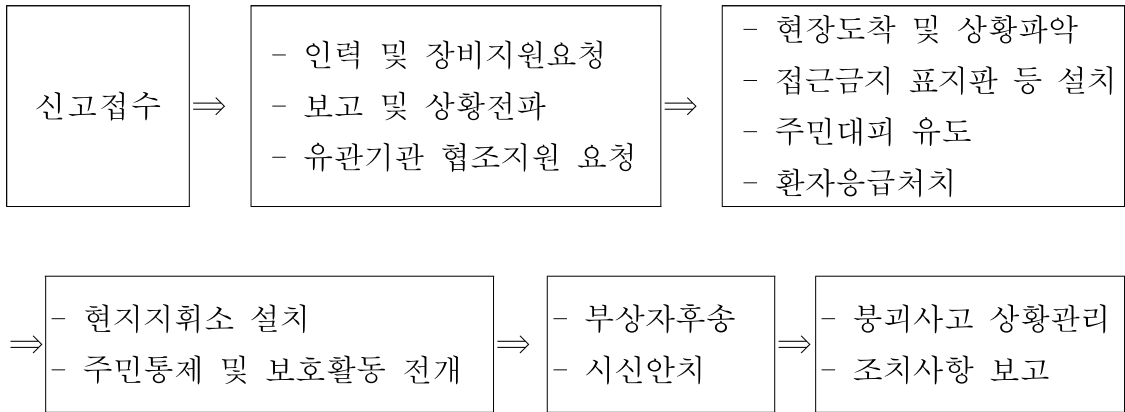 신고접수
⇒
- 인력 및 장비지원요청
- 보고 및 상황전파
- 유관기관 협조지원 요청
⇒
- 현장도착 및 상황파악
- 접근금지 표지판 등 설치
- 주민대피 유도
- 환자응급처치
⇒
- 현지지휘소 설치
- 주민통제 및 보호활동 전개
⇒
- 부상자후송
- 시신안치
⇒
- 붕괴사고 상황관리
- 조치사항 보고